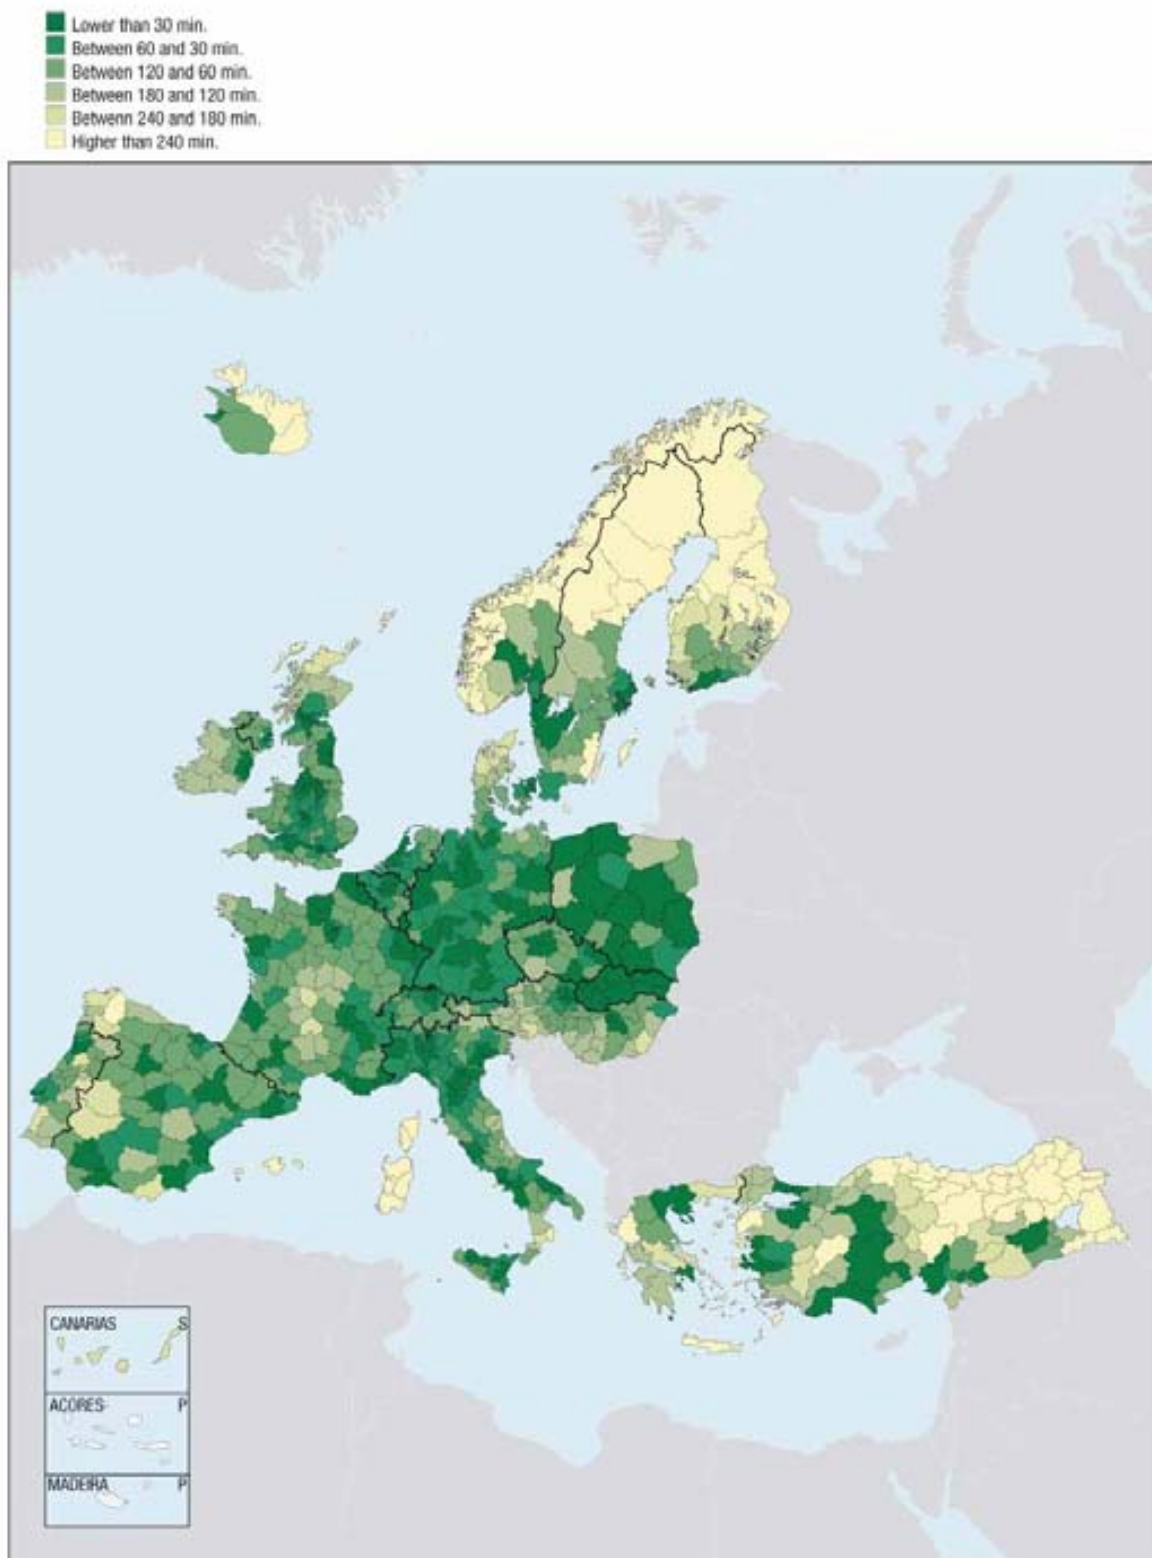 Lower than 30 min.
Between 60 and 30 min.
Between 120 and 60 min.
Between 180 and 120 min.
Betwenn 240 and 180 min.
Higher than 240 min.
CANARIAS S
ACORES P
MADEIRA P